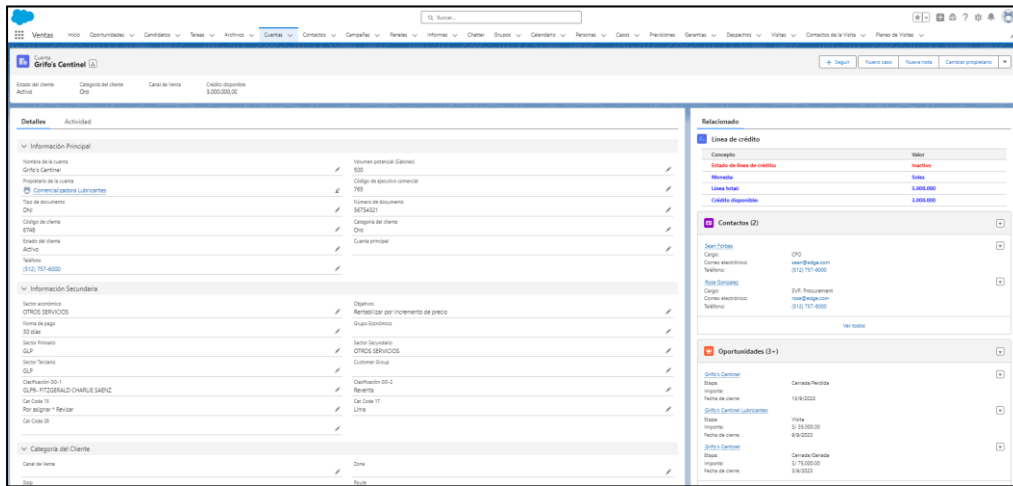 Buscar...
Ventas Inicio Oportunidades Candidatos Tareas Archivos Cuentas Contactos Campañas Paneles Informes Chatter Grupos Calendario Personas Casos Previsiones Garantías Despachos Visitas Contactos de la Visita Planes de Visitas
Cuenta
Grifo's Centinel
+ Seguir Nuevo caso Nueva nota Cambiar propietario
Estado del cliente Categoría del cliente Canal de Venta Crédito disponible
Activo Oro 3.000.000,00
Detalles Actividad
Información Principal
Nombre de la cuenta Volumen potencial (Galones)
Grifo's Centinel 500
Propietario de la cuenta Código de ejecutivo comercial
Comercializadora Lubricantes 765
Tipo de documento Número de documento
DNI 56754321
Código de cliente Categoría del cliente
6748 Oro
Estado del cliente Cuenta principal
Activo
Teléfono
(512) 757-6000
Información Secundaria
Sector económico Objetivos
OTROS SERVICIOS Rentabilizar por incremento de precio
Forma de pago Grupo Económico
30 días
Sector Primario Sector Secundario
GLP OTROS SERVICIOS
Sector Terciario Customer Group
GLP
Clasificación GG-1 Clasificación GG-2
GLP9- FITZGERALD CHARLIE SAENZ Reventa
Cat Code 15 Cat Code 17
Por asignar * Revisar Lima
Cat Code 28
Categoría del Cliente
Canal de Venta Zone
Stop Route
Relacionado
Línea de crédito
Concepto Valor
Estado de línea de crédito: Inactivo
Moneda: Soles
Línea total: 5.000.000
Crédito disponible: 3.000.000
Contactos (2)
Sean Forbes
Cargo: CFO
Correo electrónico: sean@edge.com
Teléfono: (512) 757-6000
Rose Gonzalez
Cargo: SVP, Procurement
Correo electrónico: rose@edge.com
Teléfono: (512) 757-6000
Ver todos
Oportunidades (3+)
Grifo's Centinel
Etapa: Cerrada/Perdida
Importe:
Fecha de cierre: 13/9/2023
Grifo's Centinel Lubricantes
Etapa: Visita
Importe: S/ 35.000,00
Fecha de cierre: 9/9/2023
Grifo's Centinel
Etapa: Cerrada/Ganada
Importe: S/ 75.000,00
Fecha de cierre: 3/9/2023